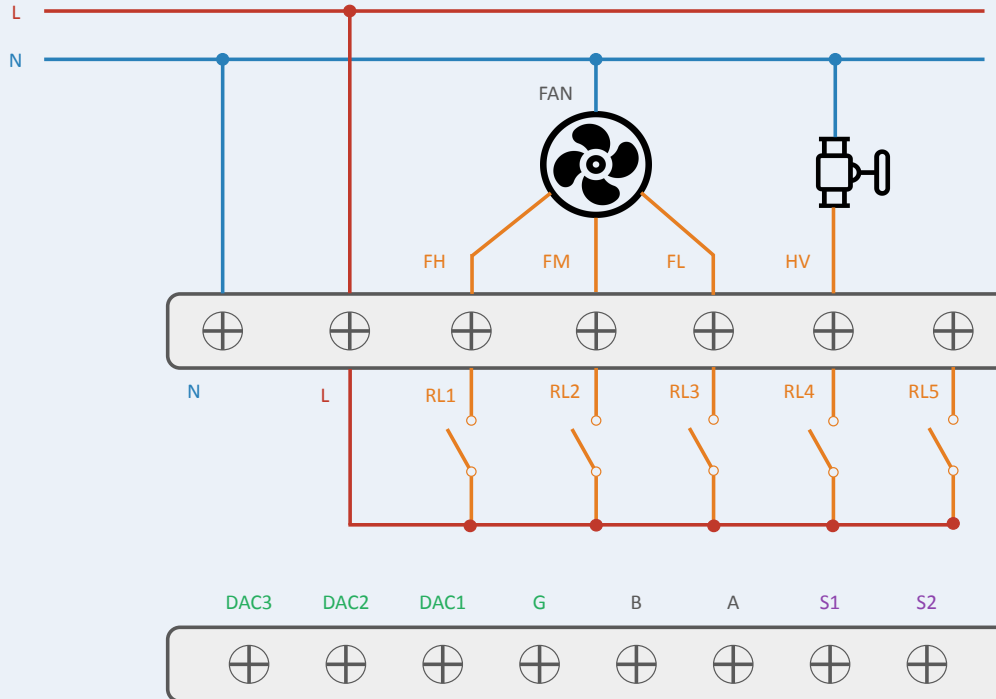 L
N
FAN
FH FM FL HV
N L RL1 RL2 RL3 RL4 RL5
DAC3 DAC2 DAC1 G B A S1 S2